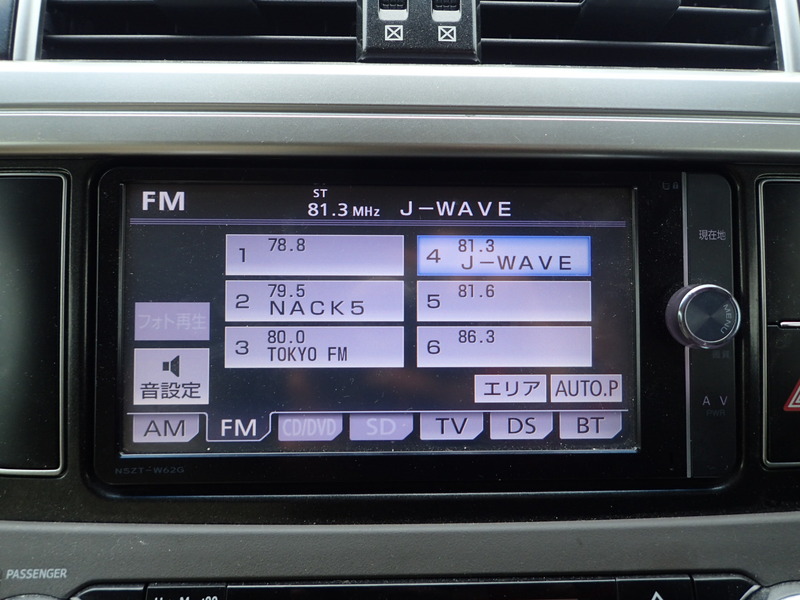 FM
ST
81.3 MHz J-WAVE
1 78.8
4 81.3 J-WAVE
2 79.5 NACK5
5 81.6
3 80.0 TOKYO FM
6 86.3
フォト再生
音設定
エリア AUTO.P
AM FM CD/DVD SD TV DS BT
NSZT-W62G
現在地
MENU
AV
PWR
PASSENGER